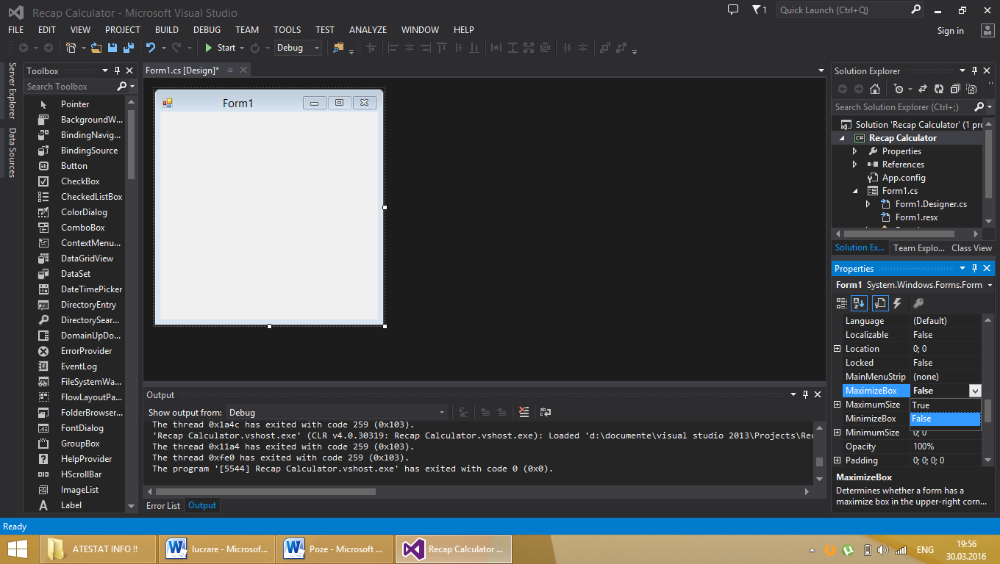 Recap Calculator - Microsoft Visual Studio
1
Quick Launch (Ctrl+Q)
FILE EDIT VIEW PROJECT BUILD DEBUG TEAM TOOLS TEST ANALYZE WINDOW HELP
Sign in
Start
Debug
Server Explorer
Data Sources
Toolbox
Search Toolbox
Pointer
BackgroundW...
BindingNavig...
BindingSource
Button
CheckBox
CheckedListBox
ColorDialog
ComboBox
ContextMenu...
DataGridView
DataSet
DateTimePicker
DirectoryEntry
DirectorySear...
DomainUpDo...
ErrorProvider
EventLog
FileSystemWa...
FlowLayoutPa...
FolderBrowser...
FontDialog
GroupBox
HelpProvider
HScrollBar
ImageList
Label
Form1.cs [Design]*
Form1
Output
Show output from: Debug
The thread 0x1a4c has exited with code 259 (0x103).
'Recap Calculator.vshost.exe' (CLR v4.0.30319: Recap Calculator.vshost.exe): Loaded 'd:\documente\visual studio 2013\Projects\Rec
The thread 0x11a4 has exited with code 259 (0x103).
The thread 0xfe0 has exited with code 259 (0x103).
The program '[5544] Recap Calculator.vshost.exe' has exited with code 0 (0x0).
Error List Output
Solution Explorer
Search Solution Explorer (Ctrl+;)
Solution 'Recap Calculator' (1 pro
C# Recap Calculator
Properties
References
App.config
Form1.cs
Form1.Designer.cs
Form1.resx
Solution Ex... Team Explo... Class View
Properties
Form1 System.Windows.Forms.Form
Language (Default)
Localizable False
Location 0; 0
Locked False
MainMenuStrip (none)
MaximizeBox False
MaximumSize True
MinimizeBox False
MinimumSize 0; 0
Opacity 100%
Padding 0; 0; 0; 0
MaximizeBox
Determines whether a form has a
maximize box in the upper-right corn...
Ready
ATESTAT INFO !!
lucrare - Microsof...
Poze - Microsoft ...
Recap Calculator ...
ENG
19:56
30.03.2016